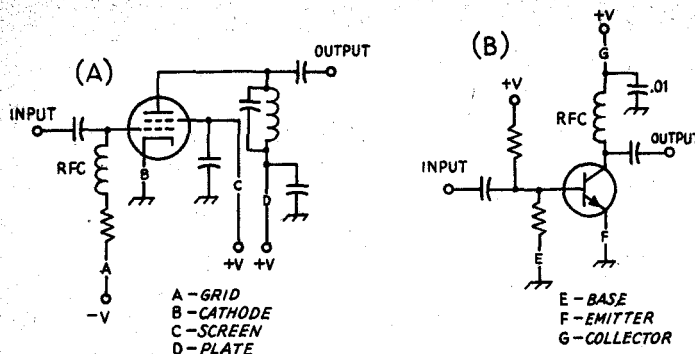 (A)
INPUT
RFC
A
-V
B
C
+V
D
+V
OUTPUT
A - GRID
B - CATHODE
C - SCREEN
D - PLATE
(B)
+V
G
.01
RFC
+V
OUTPUT
INPUT
E
F
E - BASE
F - EMITTER
G - COLLECTOR